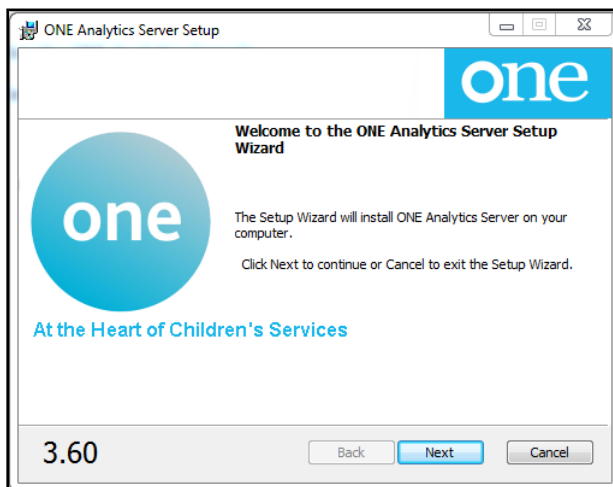 ONE Analytics Server Setup
one
Welcome to the ONE Analytics Server Setup
Wizard
one
The Setup Wizard will install ONE Analytics Server on your
computer.
Click Next to continue or Cancel to exit the Setup Wizard.
At the Heart of Children's Services
3.60
Back
Next
Cancel